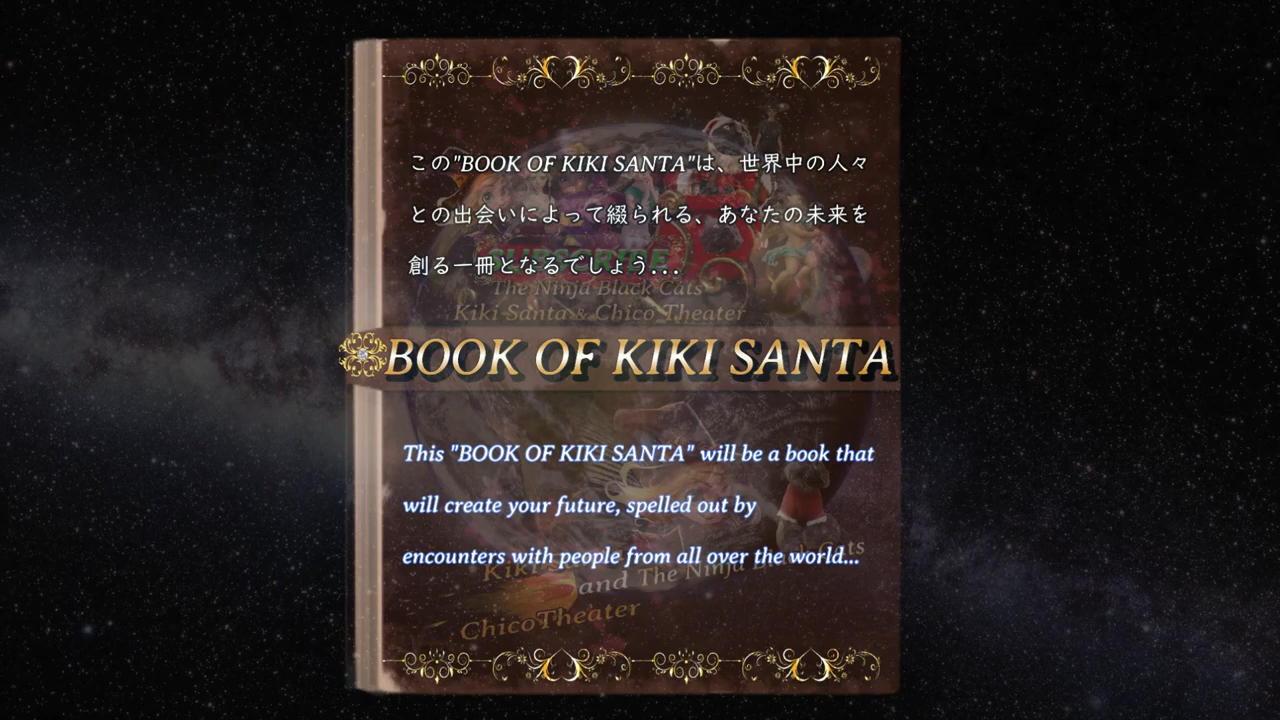 この"BOOK OF KIKI SANTA"は、世界中の人々
との出会いによって綴られる、あなたの未来を
創る一冊となるでしょう...
SUBSCRIBE
The Ninja Black Cats
Kiki Santa & Chico Theater
BOOK OF KIKI SANTA
This "BOOK OF KIKI SANTA" will be a book that
will create your future, spelled out by
encounters with people from all over the world...
Kiki
and The Ninja Black Cats
ChicoTheater